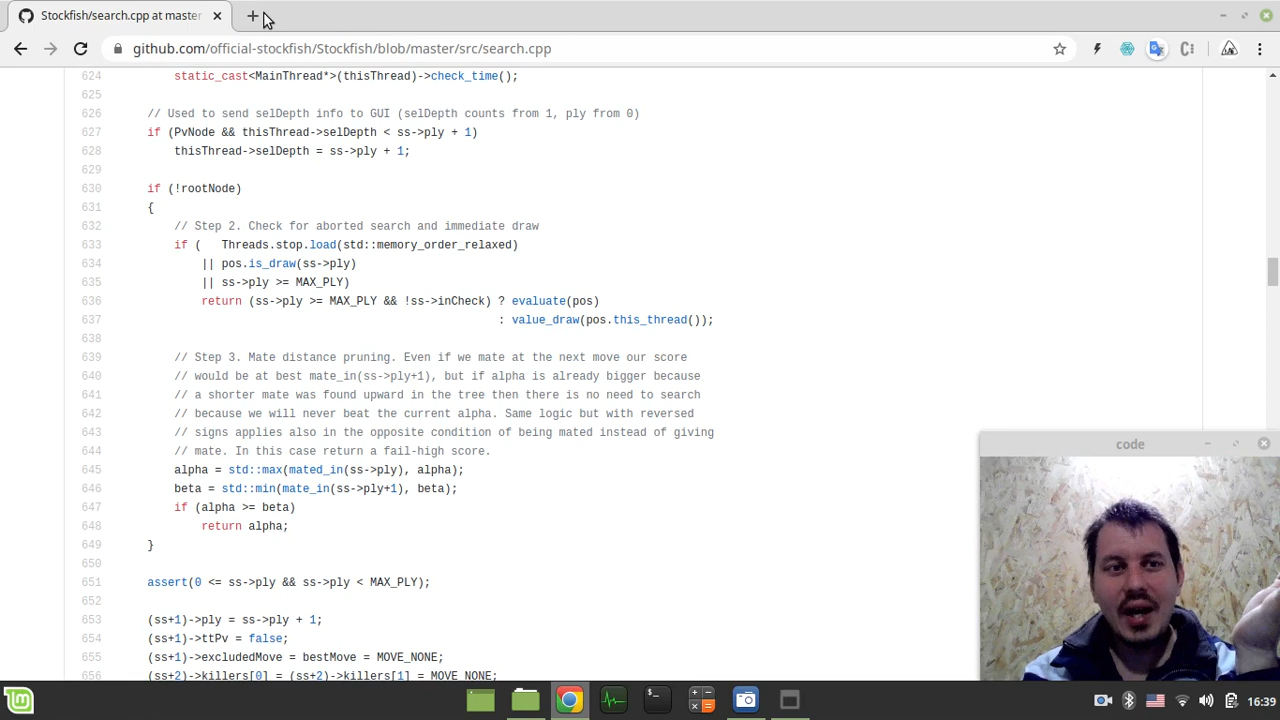 Stockfish/search.cpp at master
github.com/official-stockfish/Stockfish/blob/master/src/search.cpp
624 static_cast<MainThread*>(thisThread)->check_time();
625
626 // Used to send selDepth info to GUI (selDepth counts from 1, ply from 0)
627 if (PvNode && thisThread->selDepth < ss->ply + 1)
628 thisThread->selDepth = ss->ply + 1;
629
630 if (!rootNode)
631 {
632 // Step 2. Check for aborted search and immediate draw
633 if (   Threads.stop.load(std::memory_order_relaxed)
634 || pos.is_draw(ss->ply)
635 || ss->ply >= MAX_PLY)
636 return (ss->ply >= MAX_PLY && !ss->inCheck) ? evaluate(pos)
637 : value_draw(pos.this_thread());
638
639 // Step 3. Mate distance pruning. Even if we mate at the next move our score
640 // would be at best mate_in(ss->ply+1), but if alpha is already bigger because
641 // a shorter mate was found upward in the tree then there is no need to search
642 // because we will never beat the current alpha. Same logic but with reversed
643 // signs applies also in the opposite condition of being mated instead of giving
644 // mate. In this case return a fail-high score.
645 alpha = std::max(mated_in(ss->ply), alpha);
646 beta = std::min(mate_in(ss->ply+1), beta);
647 if (alpha >= beta)
648 return alpha;
649 }
650
651 assert(0 <= ss->ply && ss->ply < MAX_PLY);
652
653 (ss+1)->ply = ss->ply + 1;
654 (ss+1)->ttPv = false;
655 (ss+1)->excludedMove = bestMove = MOVE_NONE;
656 (ss+2)->killers[0] = (ss+2)->killers[1] = MOVE_NONE;
code
16:39